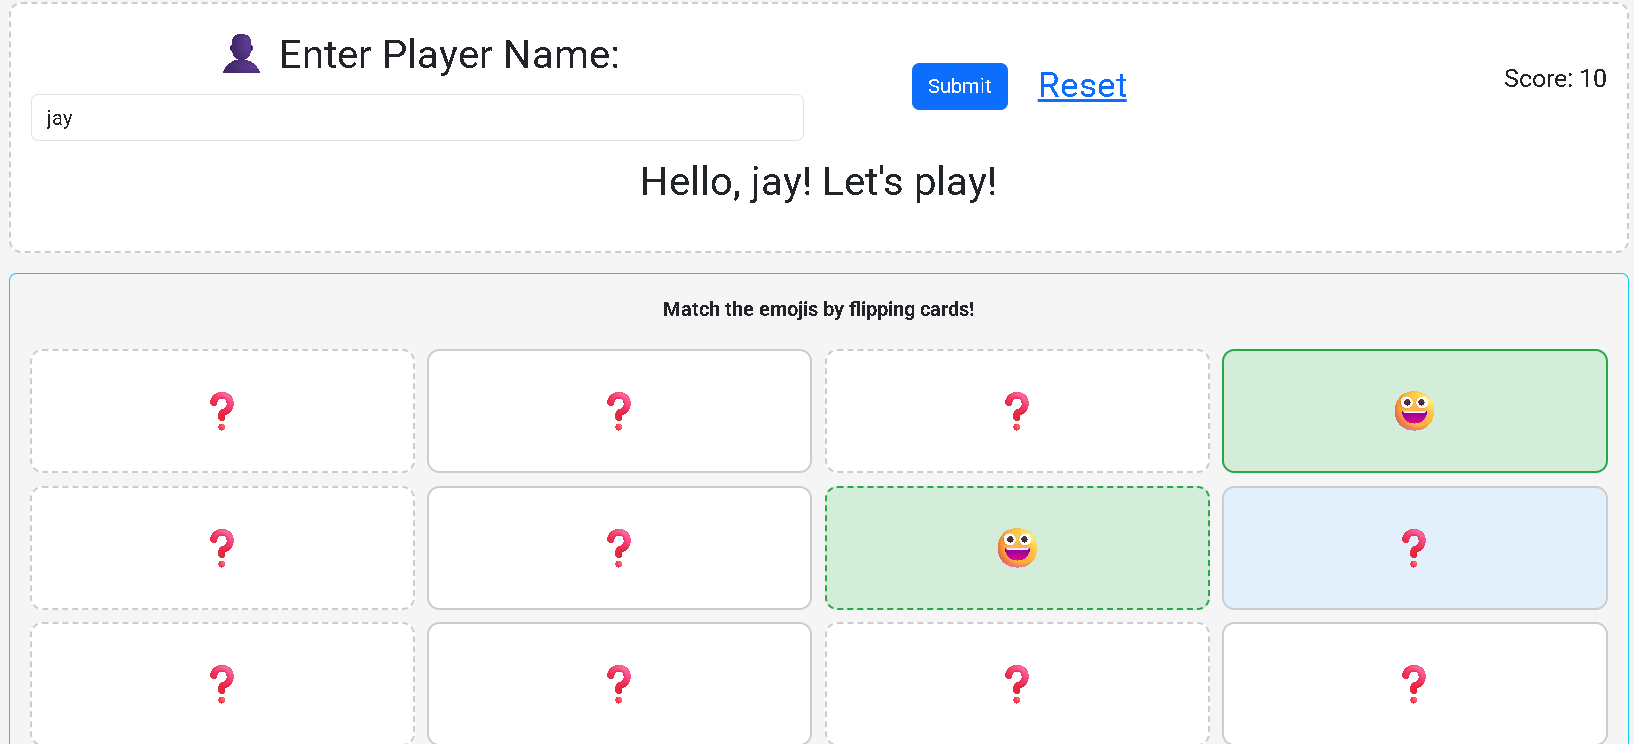 👤 Enter Player Name:
jay
Submit
Reset
Score: 10
Hello, jay! Let's play!
Match the emojis by flipping cards!
❓ ❓ ❓ 😀
❓ ❓ 😀 ❓
❓ ❓ ❓ ❓